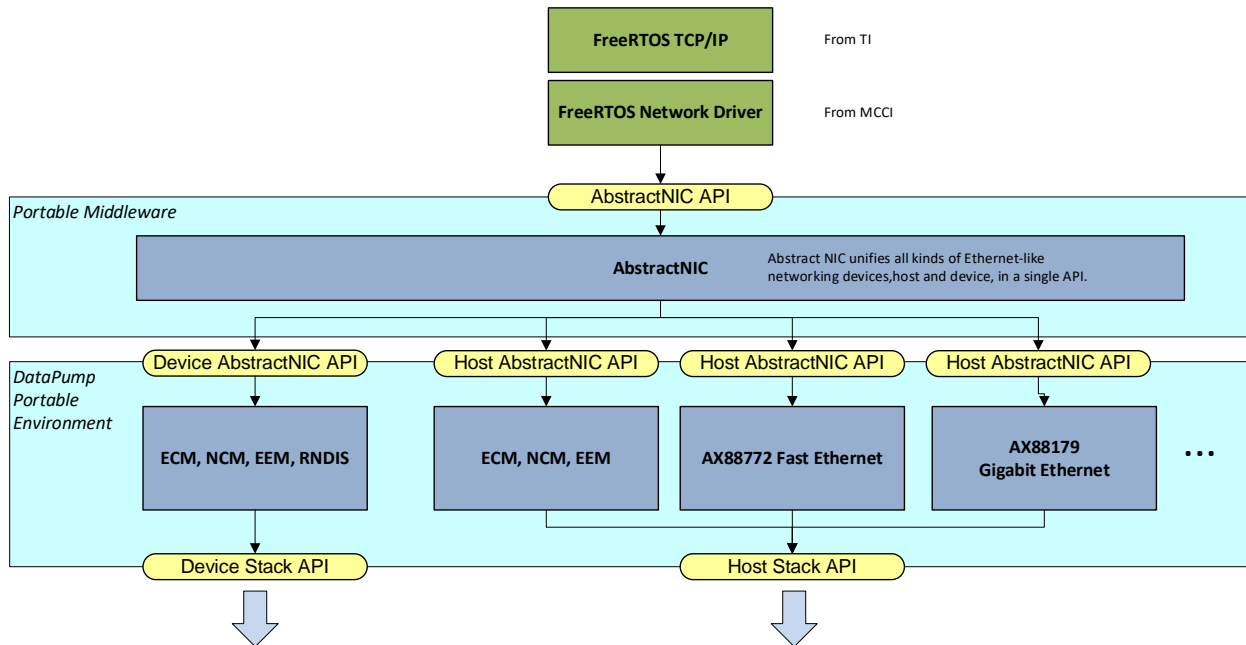 FreeRTOS TCP/IP
From TI
FreeRTOS Network Driver
From MCCI
AbstractNIC API
Portable Middleware
AbstractNIC
Abstract NIC unifies all kinds of Ethernet-like
networking devices,host and device, in a single API.
Device AbstractNIC API
Host AbstractNIC API
Host AbstractNIC API
Host AbstractNIC API
DataPump
Portable
Environment
ECM, NCM, EEM, RNDIS
ECM, NCM, EEM
AX88772 Fast Ethernet
AX88179
Gigabit Ethernet
...
Device Stack API
Host Stack API